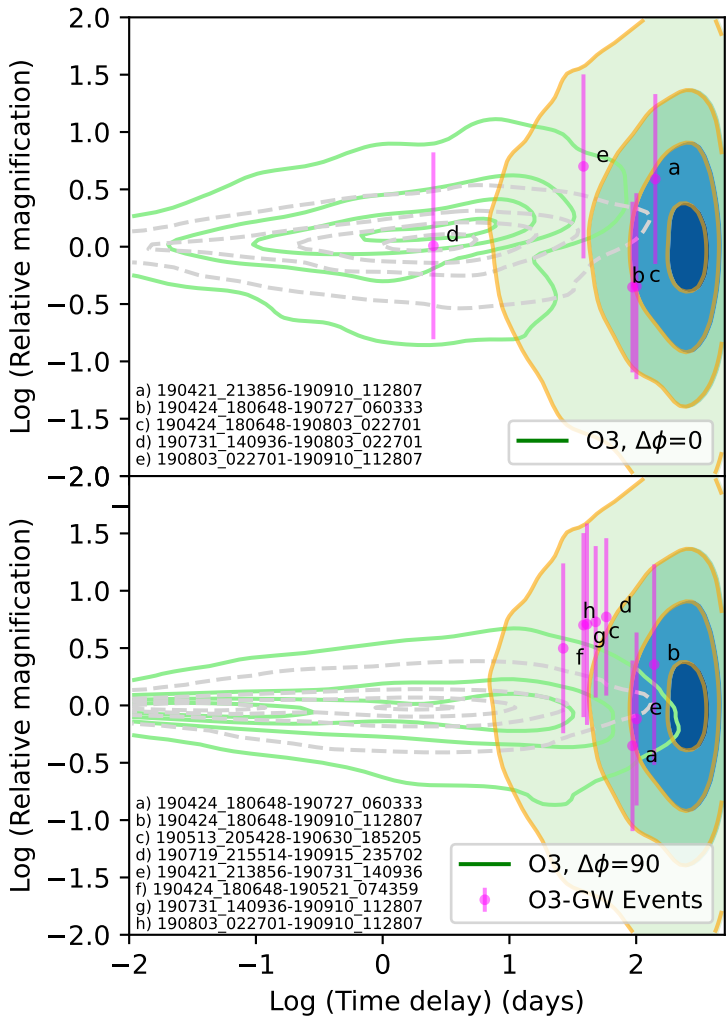 2.0
1.5
1.0
0.5
0.0
−0.5
−1.0
−1.5
−2.0
Log (Relative magnification)
a
b
c
d
e
a) 190421_213856-190910_112807
b) 190424_180648-190727_060333
c) 190424_180648-190803_022701
d) 190731_140936-190803_022701
e) 190803_022701-190910_112807
O3, Δϕ=0
1.5
1.0
0.5
0.0
−0.5
−1.0
−1.5
−2.0
Log (Relative magnification)
h
d
g
c
f
b
e
a
a) 190424_180648-190727_060333
b) 190424_180648-190910_112807
c) 190513_205428-190630_185205
d) 190719_215514-190915_235702
e) 190421_213856-190731_140936
f) 190424_180648-190521_074359
g) 190731_140936-190910_112807
h) 190803_022701-190910_112807
O3, Δϕ=90
O3-GW Events
−2 −1 0 1 2
Log (Time delay) (days)